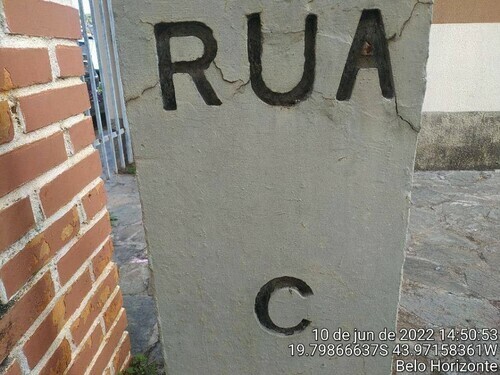 RUA
C
10 de jun de 2022 14:50:53
19.79866637S 43.97158361W
Belo Horizonte